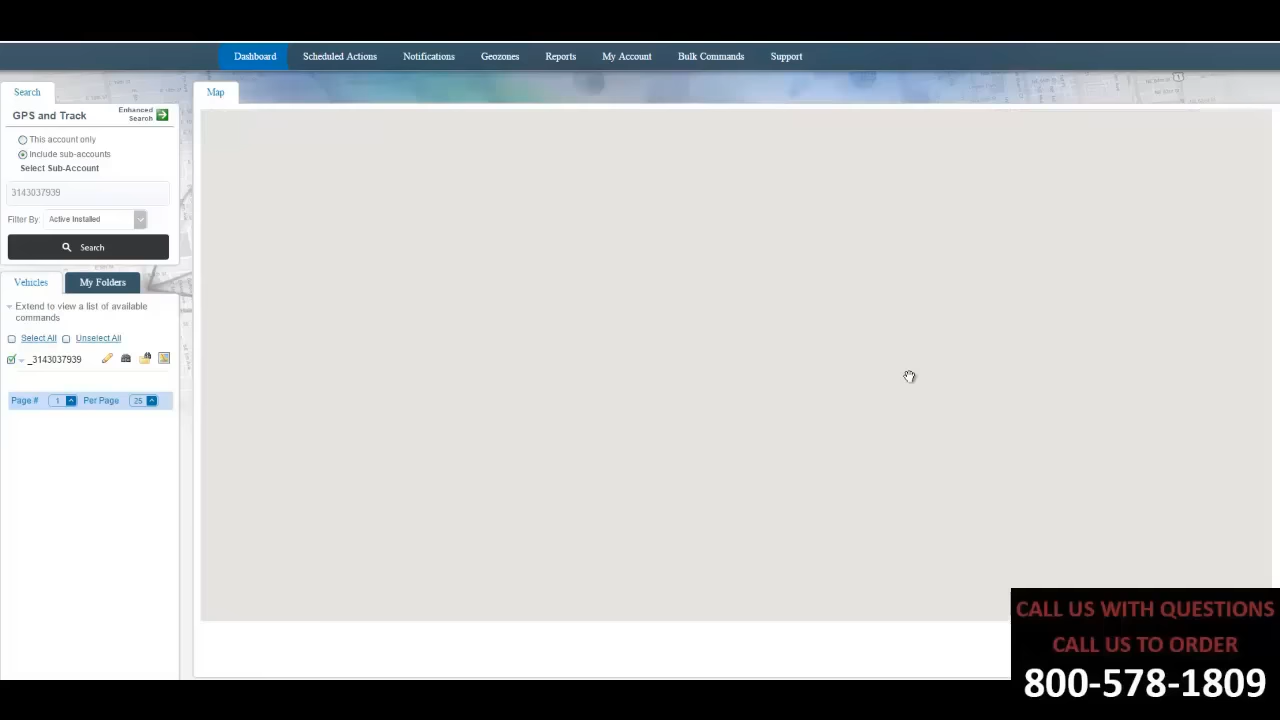 Dashboard Scheduled Actions Notifications Geozones Reports My Account Bulk Commands Support
Search
Map
GPS and Track
Enhanced
Search
This account only
Include sub-accounts
Select Sub-Account
3143037939
Filter By: Active Installed
Search
Vehicles My Folders
Extend to view a list of available
commands
Select All Unselect All
_3143037939
Page # 1 Per Page 25
CALL US WITH QUESTIONS
CALL US TO ORDER
800-578-1809